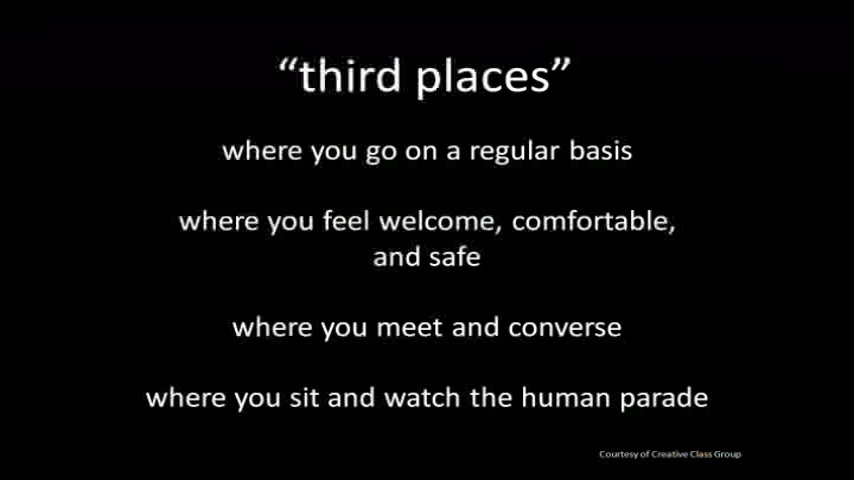 “third places”
where you go on a regular basis
where you feel welcome, comfortable,
and safe
where you meet and converse
where you sit and watch the human parade
Courtesy of Creative Class Group